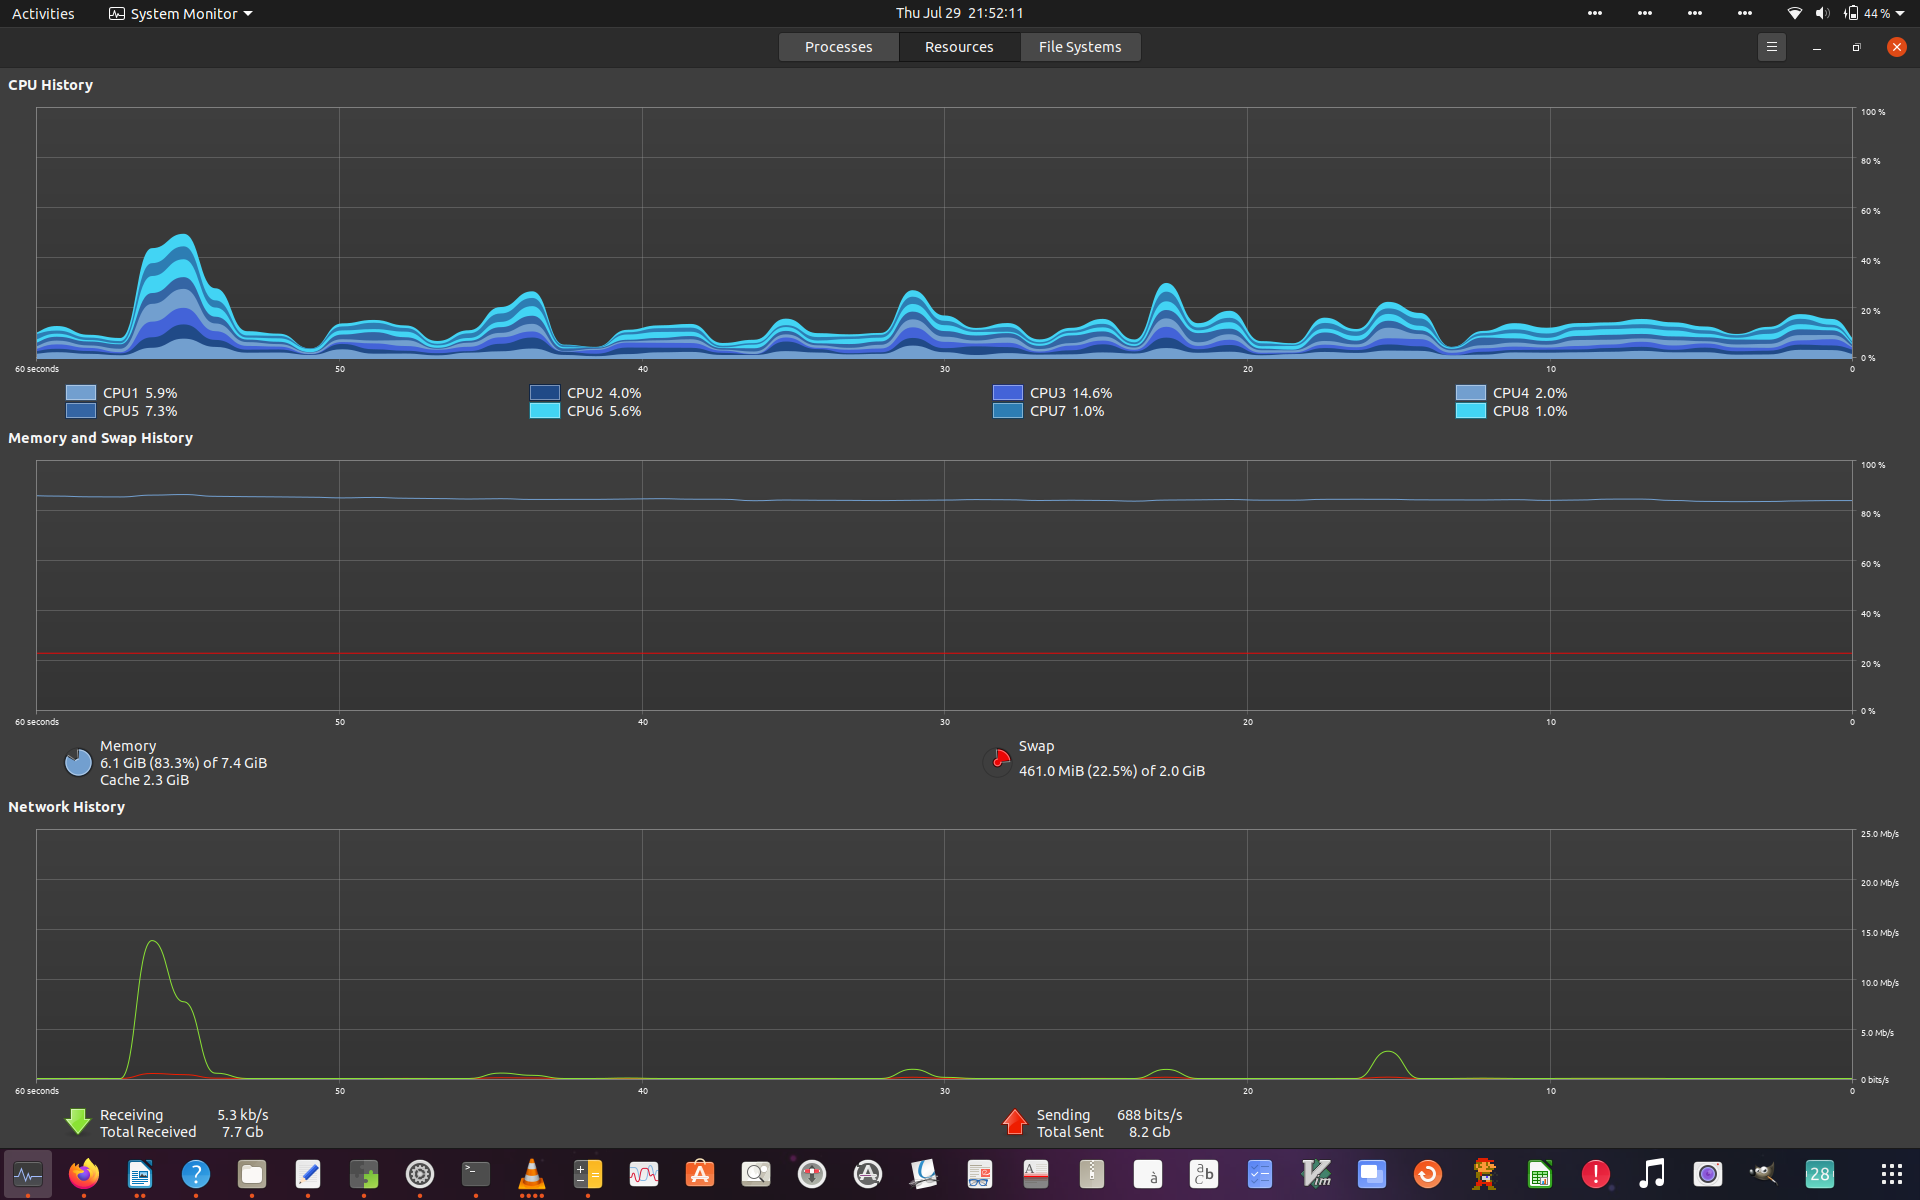 Activities System Monitor Thu Jul 29 21:52:11 44 %
Processes Resources File Systems
CPU History
100 %
80 %
60 %
40 %
20 %
0 %
60 seconds 50 40 30 20 10 0
CPU1 5.9% CPU2 4.0% CPU3 14.6% CPU4 2.0%
CPU5 7.3% CPU6 5.6% CPU7 1.0% CPU8 1.0%
Memory and Swap History
100 %
80 %
60 %
40 %
20 %
0 %
60 seconds 50 40 30 20 10 0
Memory
6.1 GiB (83.3%) of 7.4 GiB
Cache 2.3 GiB
Swap
461.0 MiB (22.5%) of 2.0 GiB
Network History
25.0 Mb/s
20.0 Mb/s
15.0 Mb/s
10.0 Mb/s
5.0 Mb/s
0 bits/s
60 seconds 50 40 30 20 10 0
Receiving 5.3 kb/s
Total Received 7.7 Gb
Sending 688 bits/s
Total Sent 8.2 Gb
? >_ A A à a b c Vim ! 28